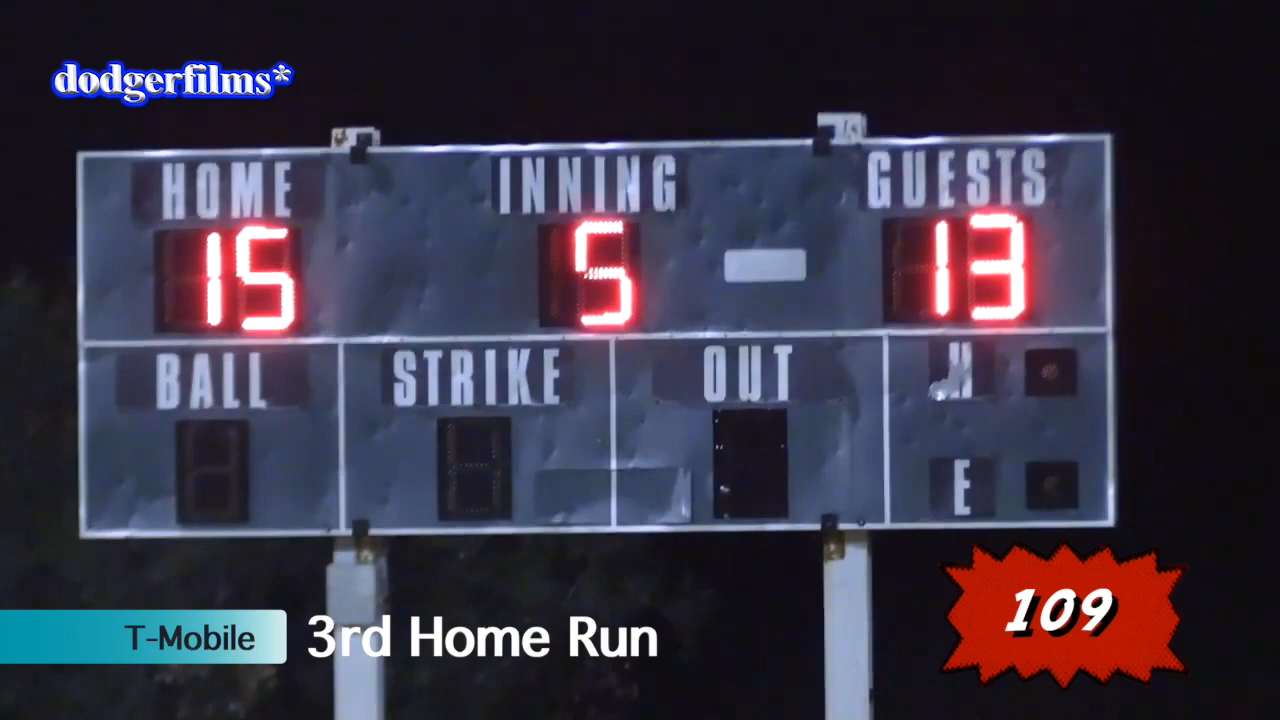 dodgerfilms*
HOME INNING GUESTS
15 5 13
BALL STRIKE OUT H
E
T-Mobile 3rd Home Run
109